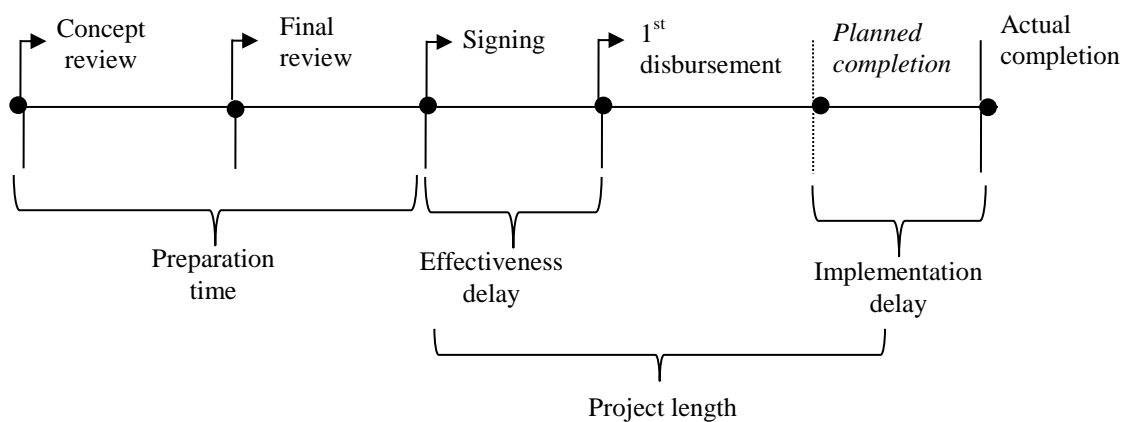 Concept
review
Final
review
Signing
1st
disbursement
Planned
completion
Actual
completion
Preparation
time
Effectiveness
delay
Implementation
delay
Project length